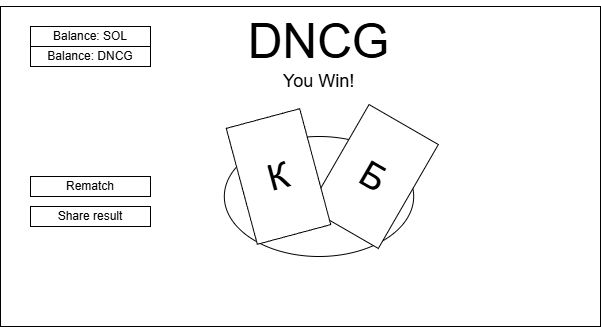 Balance: SOL
Balance: DNCG
DNCG
You Win!
К
Б
Rematch
Share result